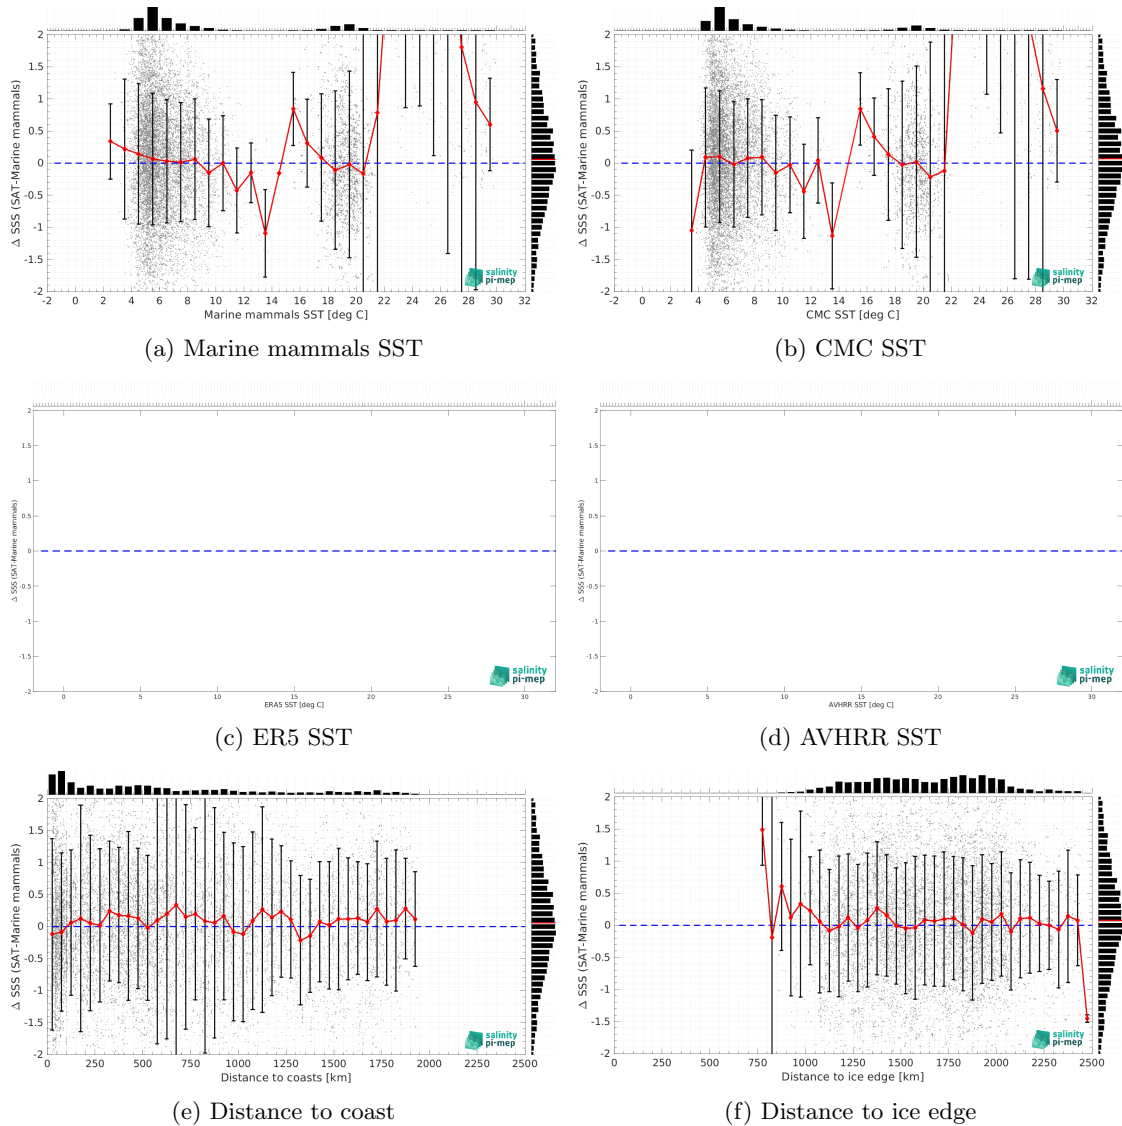 2
1.5
1
0.5
0
-0.5
-1
-1.5
-2
Δ SSS (SAT-Marine mammals)
-2 0 2 4 6 8 10 12 14 16 18 20 22 24 26 28 30 32
Marine mammals SST [deg C]
salinity
pi-mep
(a) Marine mammals SST
2
1.5
1
0.5
0
-0.5
-1
-1.5
-2
Δ SSS (SAT-Marine mammals)
-2 0 2 4 6 8 10 12 14 16 18 20 22 24 26 28 30 32
CMC SST [deg C]
salinity
pi-mep
(b) CMC SST
2
1.5
1
0.5
0
-0.5
-1
-1.5
-2
Δ SSS (SAT-Marine mammals)
0 5 10 15 20 25 30
ERA5 SST [deg C]
salinity
pi-mep
(c) ER5 SST
2
1.5
1
0.5
0
-0.5
-1
-1.5
-2
Δ SSS (SAT-Marine mammals)
0 5 10 15 20 25 30
AVHRR SST [deg C]
salinity
pi-mep
(d) AVHRR SST
2
1.5
1
0.5
0
-0.5
-1
-1.5
-2
Δ SSS (SAT-Marine mammals)
0 250 500 750 1000 1250 1500 1750 2000 2250 2500
Distance to coasts [km]
salinity
pi-mep
(e) Distance to coast
2
1.5
1
0.5
0
-0.5
-1
-1.5
-2
Δ SSS (SAT-Marine mammals)
0 250 500 750 1000 1250 1500 1750 2000 2250 2500
Distance to ice edge [km]
salinity
pi-mep
(f) Distance to ice edge